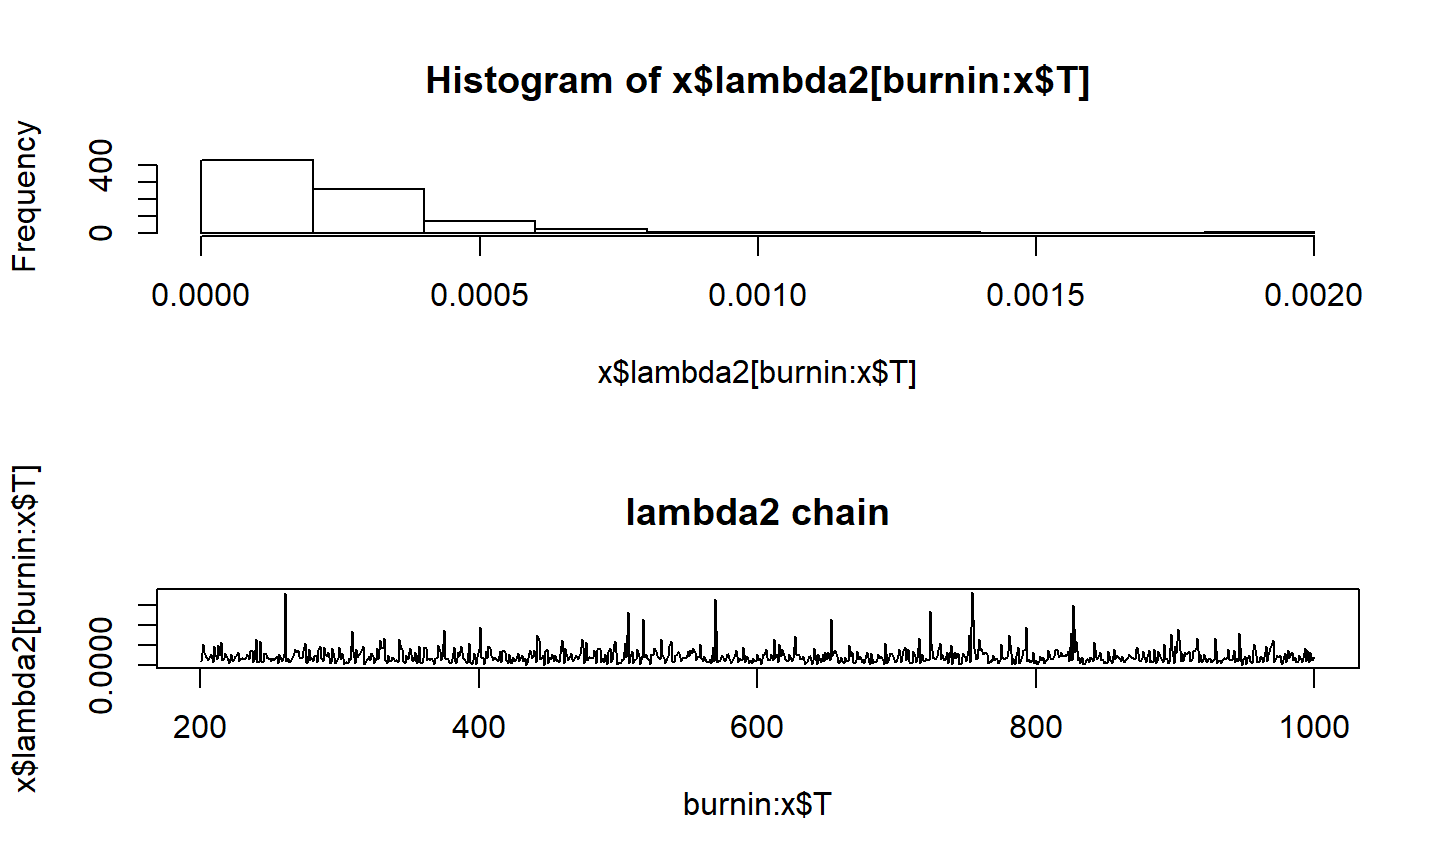 Histogram of x$lambda2[burnin:x$T]
Frequency
0 400
0.0000 0.0005 0.0010 0.0015 0.0020
x$lambda2[burnin:x$T]
lambda2 chain
x$lambda2[burnin:x$T]
0.0000
200 400 600 800 1000
burnin:x$T